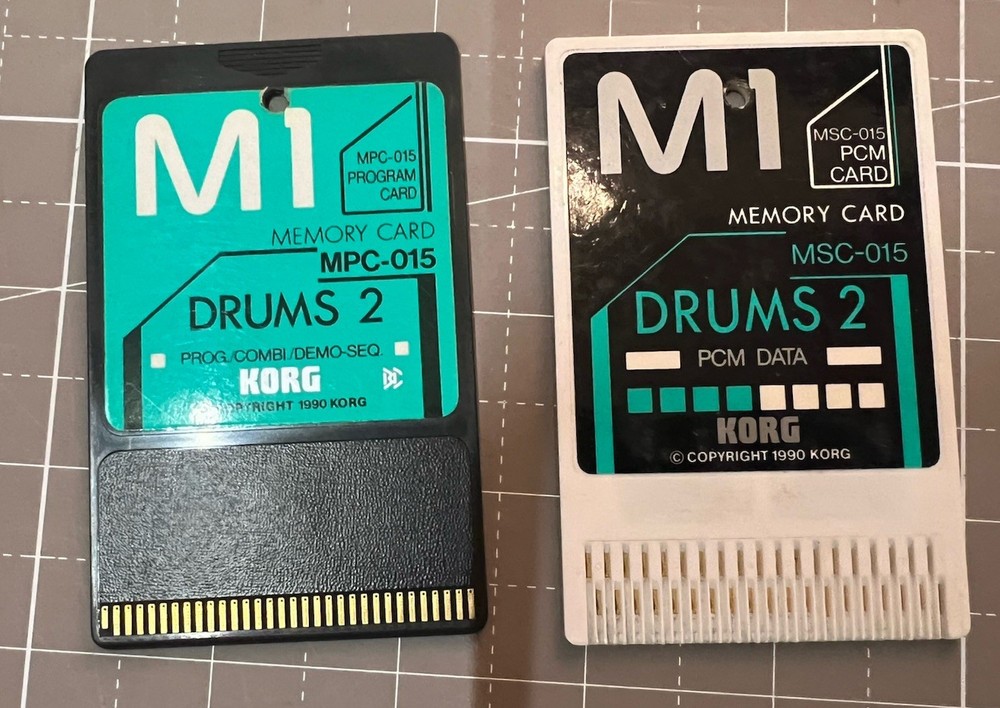 M1
MPC-015
PROGRAM
CARD
MEMORY CARD
MPC-015
DRUMS 2
PROG./COMBI./DEMO-SEQ.
KORG
COPYRIGHT 1990 KORG
M1
MSC-015
PCM
CARD
MEMORY CARD
MSC-015
DRUMS 2
PCM DATA
KORG
© COPYRIGHT 1990 KORG